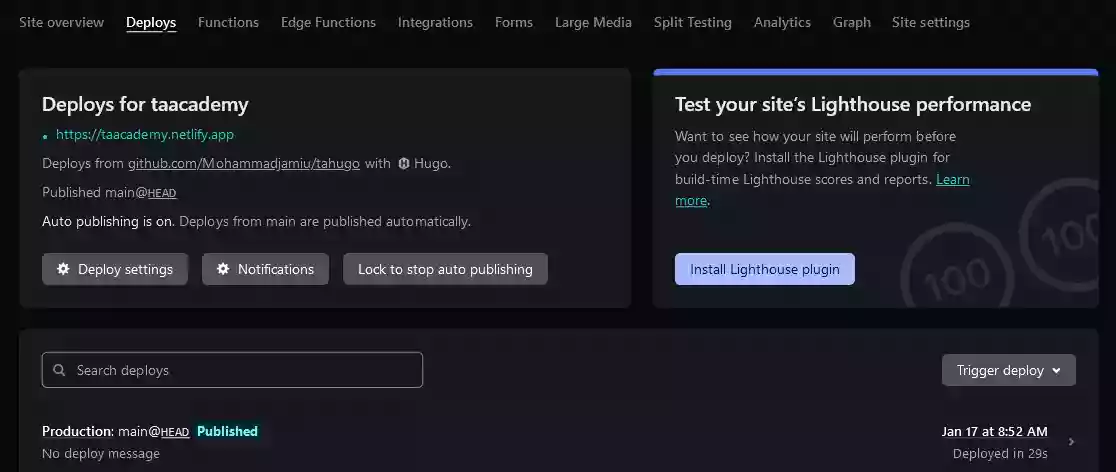 Site overview Deploys Functions Edge Functions Integrations Forms Large Media Split Testing Analytics Graph Site settings
Deploys for taacademy
https://taacademy.netlify.app
Deploys from github.com/Mohammadjamiu/tahugo with Hugo.
Published main@HEAD
Auto publishing is on. Deploys from main are published automatically.
Deploy settings Notifications Lock to stop auto publishing
Test your site's Lighthouse performance
Want to see how your site will perform before
you deploy? Install the Lighthouse plugin for
build-time Lighthouse scores and reports. Learn
more.
Install Lighthouse plugin
100
100
Search deploys
Trigger deploy
Production: main@HEAD Published
No deploy message
Jan 17 at 8:52 AM
Deployed in 29s